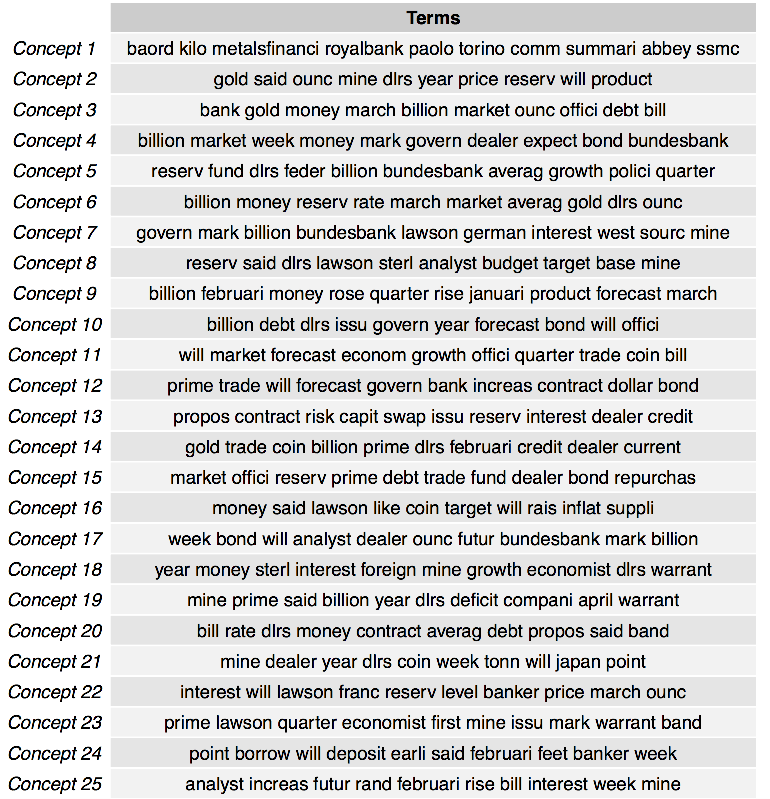 Terms
Concept 1 baord kilo metalsfinanci royalbank paolo torino comm summari abbey ssmc
Concept 2 gold said ounc mine dlrs year price reserv will product
Concept 3 bank gold money march billion market ounc offici debt bill
Concept 4 billion market week money mark govern dealer expect bond bundesbank
Concept 5 reserv fund dlrs feder billion bundesbank averag growth polici quarter
Concept 6 billion money reserv rate march market averag gold dlrs ounc
Concept 7 govern mark billion bundesbank lawson german interest west sourc mine
Concept 8 reserv said dlrs lawson sterl analyst budget target base mine
Concept 9 billion februari money rose quarter rise januari product forecast march
Concept 10 billion debt dlrs issu govern year forecast bond will offici
Concept 11 will market forecast econom growth offici quarter trade coin bill
Concept 12 prime trade will forecast govern bank increas contract dollar bond
Concept 13 propos contract risk capit swap issu reserv interest dealer credit
Concept 14 gold trade coin billion prime dlrs februari credit dealer current
Concept 15 market offici reserv prime debt trade fund dealer bond repurchas
Concept 16 money said lawson like coin target will rais inflat suppli
Concept 17 week bond will analyst dealer ounc futur bundesbank mark billion
Concept 18 year money sterl interest foreign mine growth economist dlrs warrant
Concept 19 mine prime said billion year dlrs deficit compani april warrant
Concept 20 bill rate dlrs money contract averag debt propos said band
Concept 21 mine dealer year dlrs coin week tonn will japan point
Concept 22 interest will lawson franc reserv level banker price march ounc
Concept 23 prime lawson quarter economist first mine issu mark warrant band
Concept 24 point borrow will deposit earli said februari feet banker week
Concept 25 analyst increas futur rand februari rise bill interest week mine